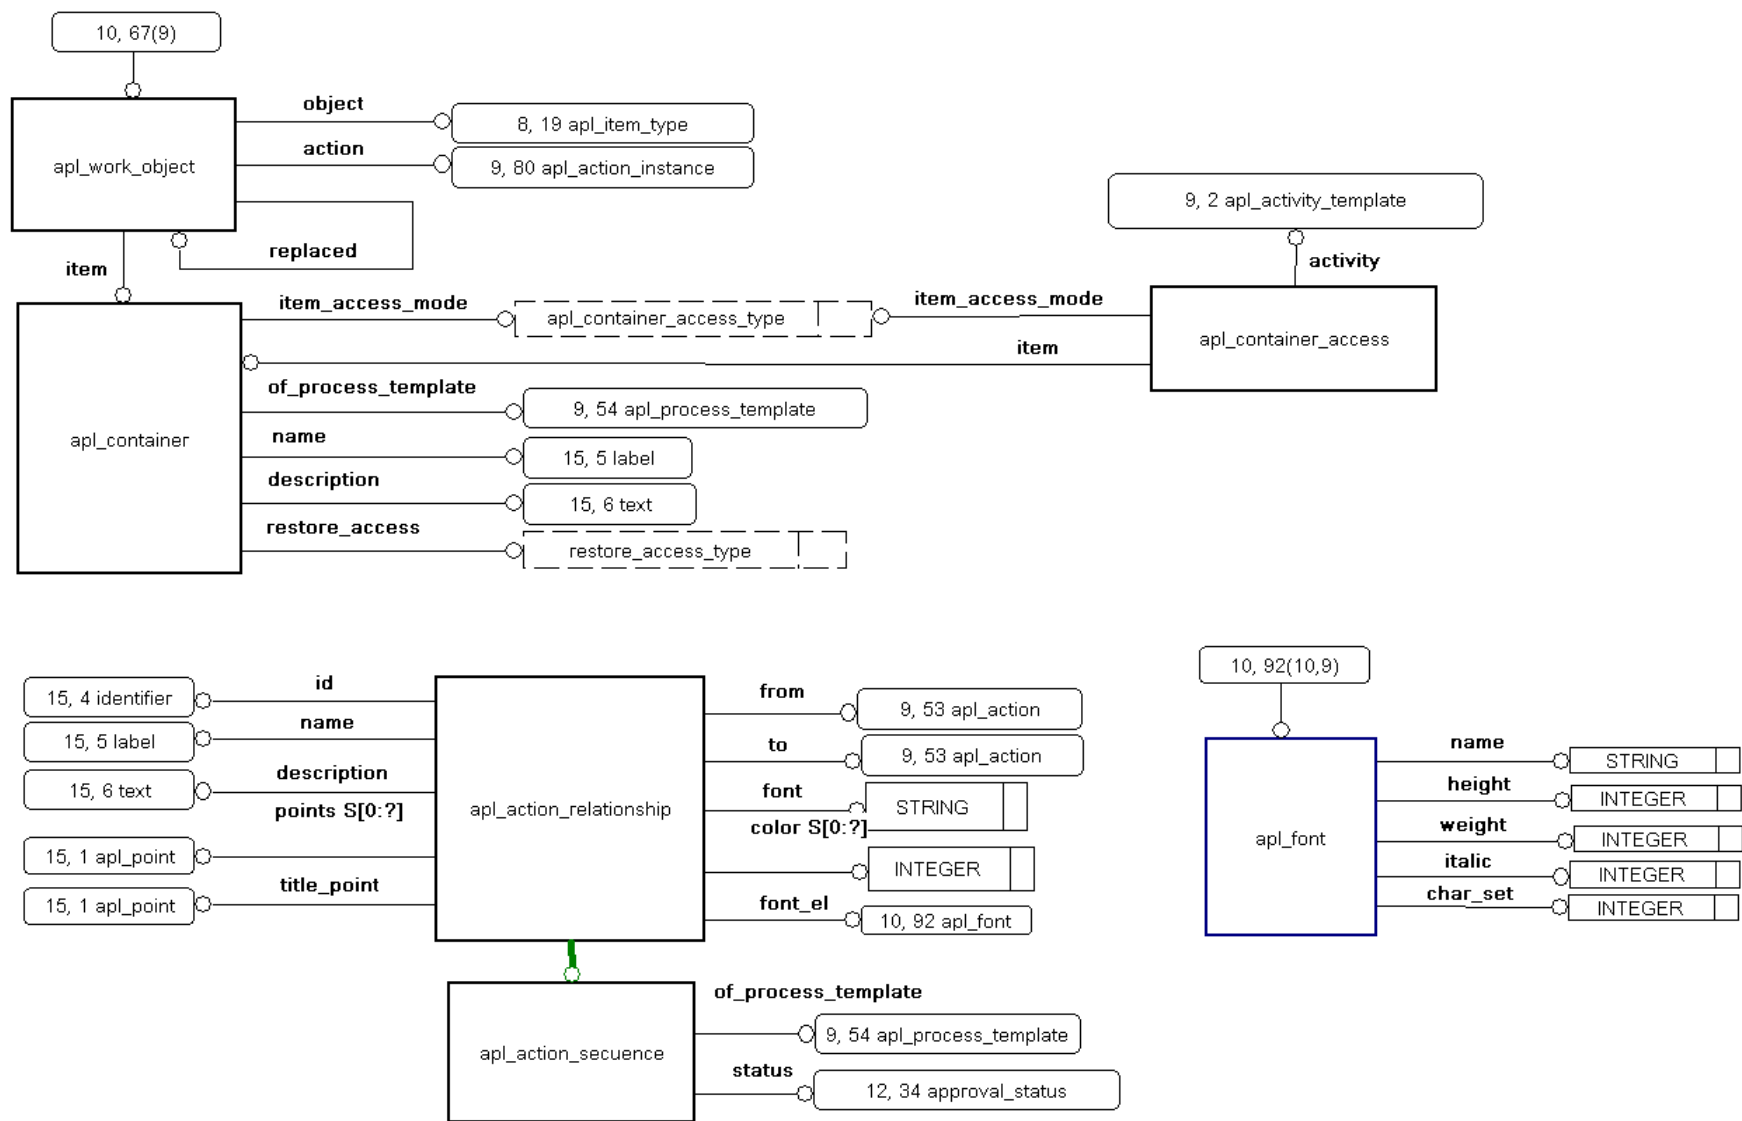 10, 67(9)
object
8, 19 apl_item_type
action
9, 80 apl_action_instance
apl_work_object
replaced
item
9, 2 apl_activity_template
activity
item_access_mode
apl_container_access_type
item_access_mode
apl_container_access
item
of_process_template
9, 54 apl_process_template
apl_container
name
15, 5 label
description
15, 6 text
restore_access
restore_access_type
id
15, 4 identifier
name
15, 5 label
description
15, 6 text
points S[0:?]
15, 1 apl_point
title_point
15, 1 apl_point
apl_action_relationship
from
9, 53 apl_action
to
9, 53 apl_action
font
STRING
color S[0:?]
INTEGER
font_el
10, 92 apl_font
apl_action_secuence
of_process_template
9, 54 apl_process_template
status
12, 34 approval_status
10, 92(10,9)
apl_font
name
STRING
height
INTEGER
weight
INTEGER
italic
INTEGER
char_set
INTEGER